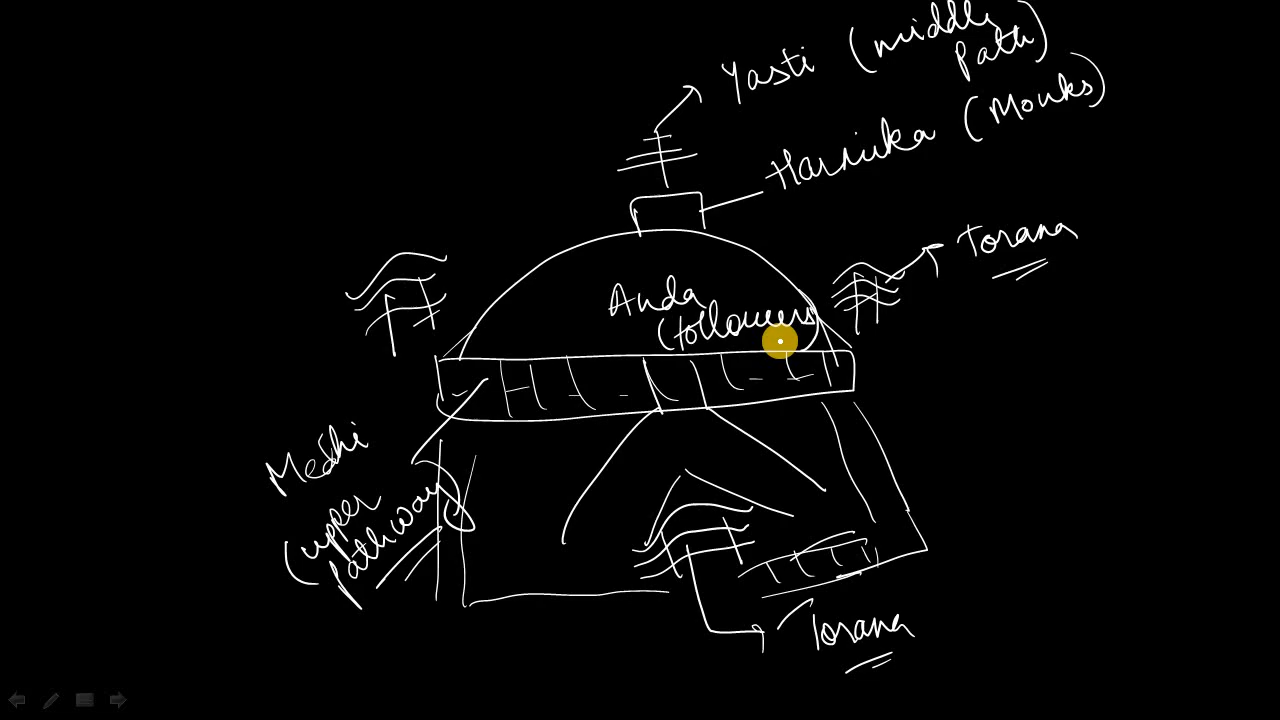 Yasti (middle
path)
Harmika (Monks)
Torana
Anda
(followers)
Medhi
(upper
pathway)
Torana